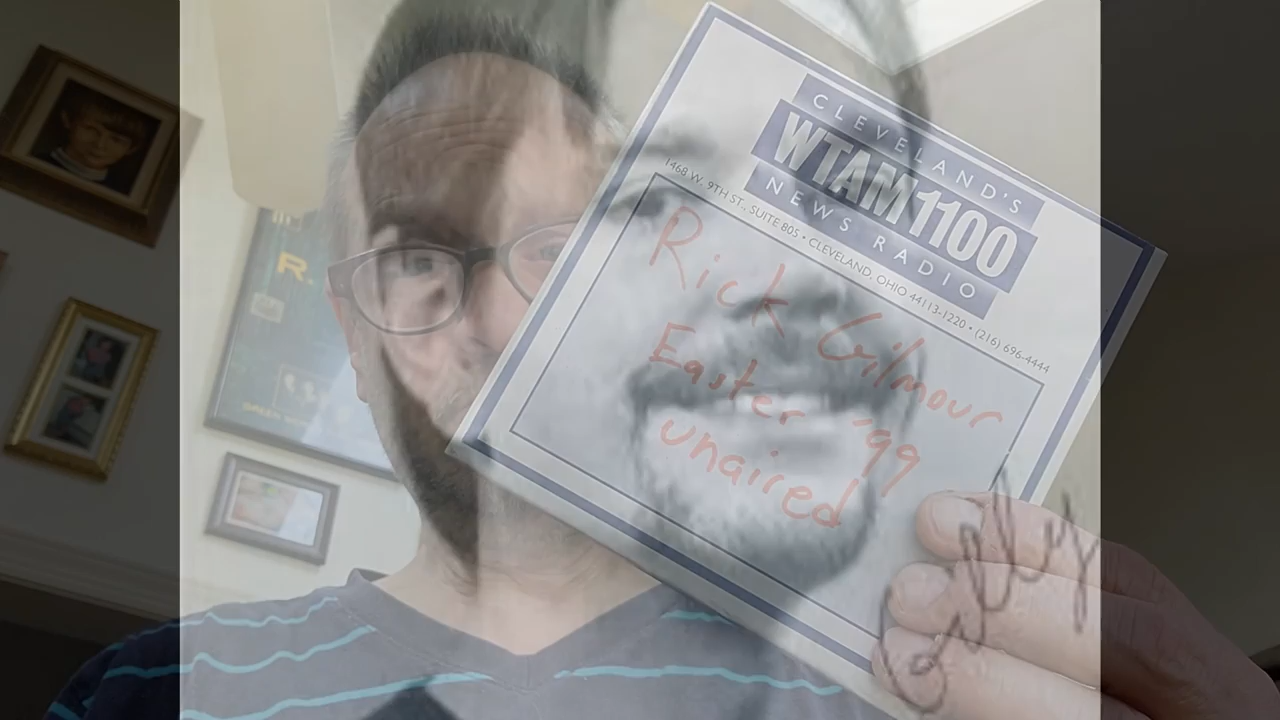 CLEVELAND'S
WTAM 1100
NEWS RADIO
1468 W. 9TH ST., SUITE 805 • CLEVELAND, OHIO 44113-1220 • (216) 696-4444
Rick Gilmour
Easter '99
unaired
R.